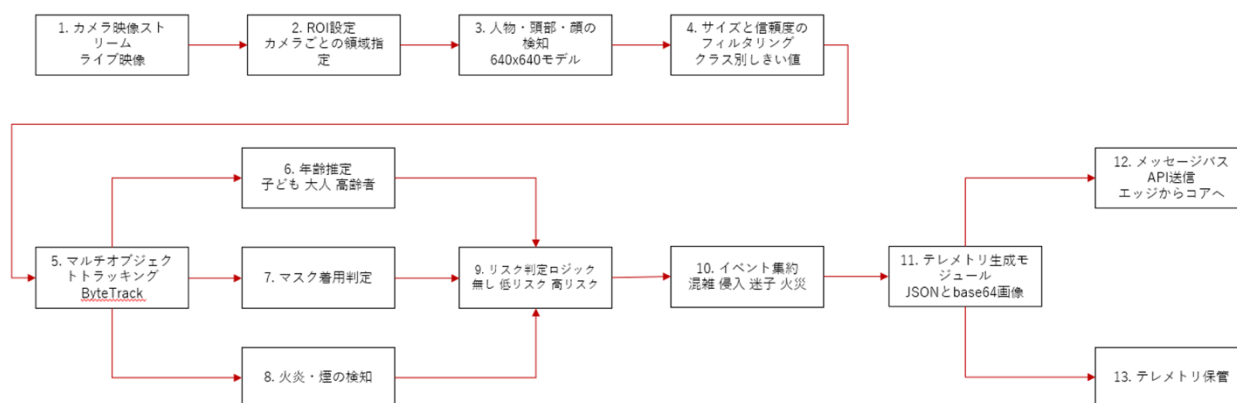 1. カメラ映像スト
リーム
ライブ映像
2. ROI設定
カメラごとの領域指
定
3. 人物・頭部・顔の
検知
640x640モデル
4. サイズと信頼度の
フィルタリング
クラス別しきい値
5. マルチオブジェク
トトラッキング
ByteTrack
6. 年齢推定
子ども 大人 高齢者
7. マスク着用判定
8. 火炎・煙の検知
9. リスク判定ロジック
無し 低リスク 高リスク
10. イベント集約
混雑 侵入 迷子 火災
11. テレメトリ生成モ
ジュール
JSONとbase64画像
12. メッセージバス
API送信
エッジからコアへ
13. テレメトリ保管